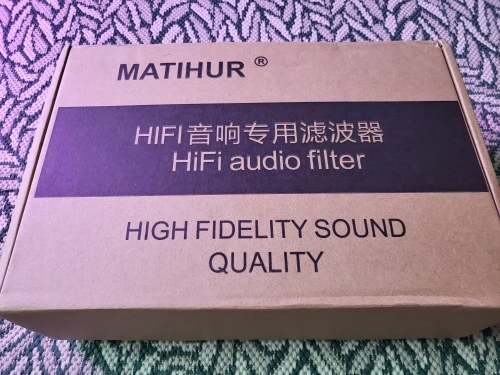 MATIHUR ®
HIFI音响专用滤波器
HiFi audio filter
HIGH FIDELITY SOUND
QUALITY